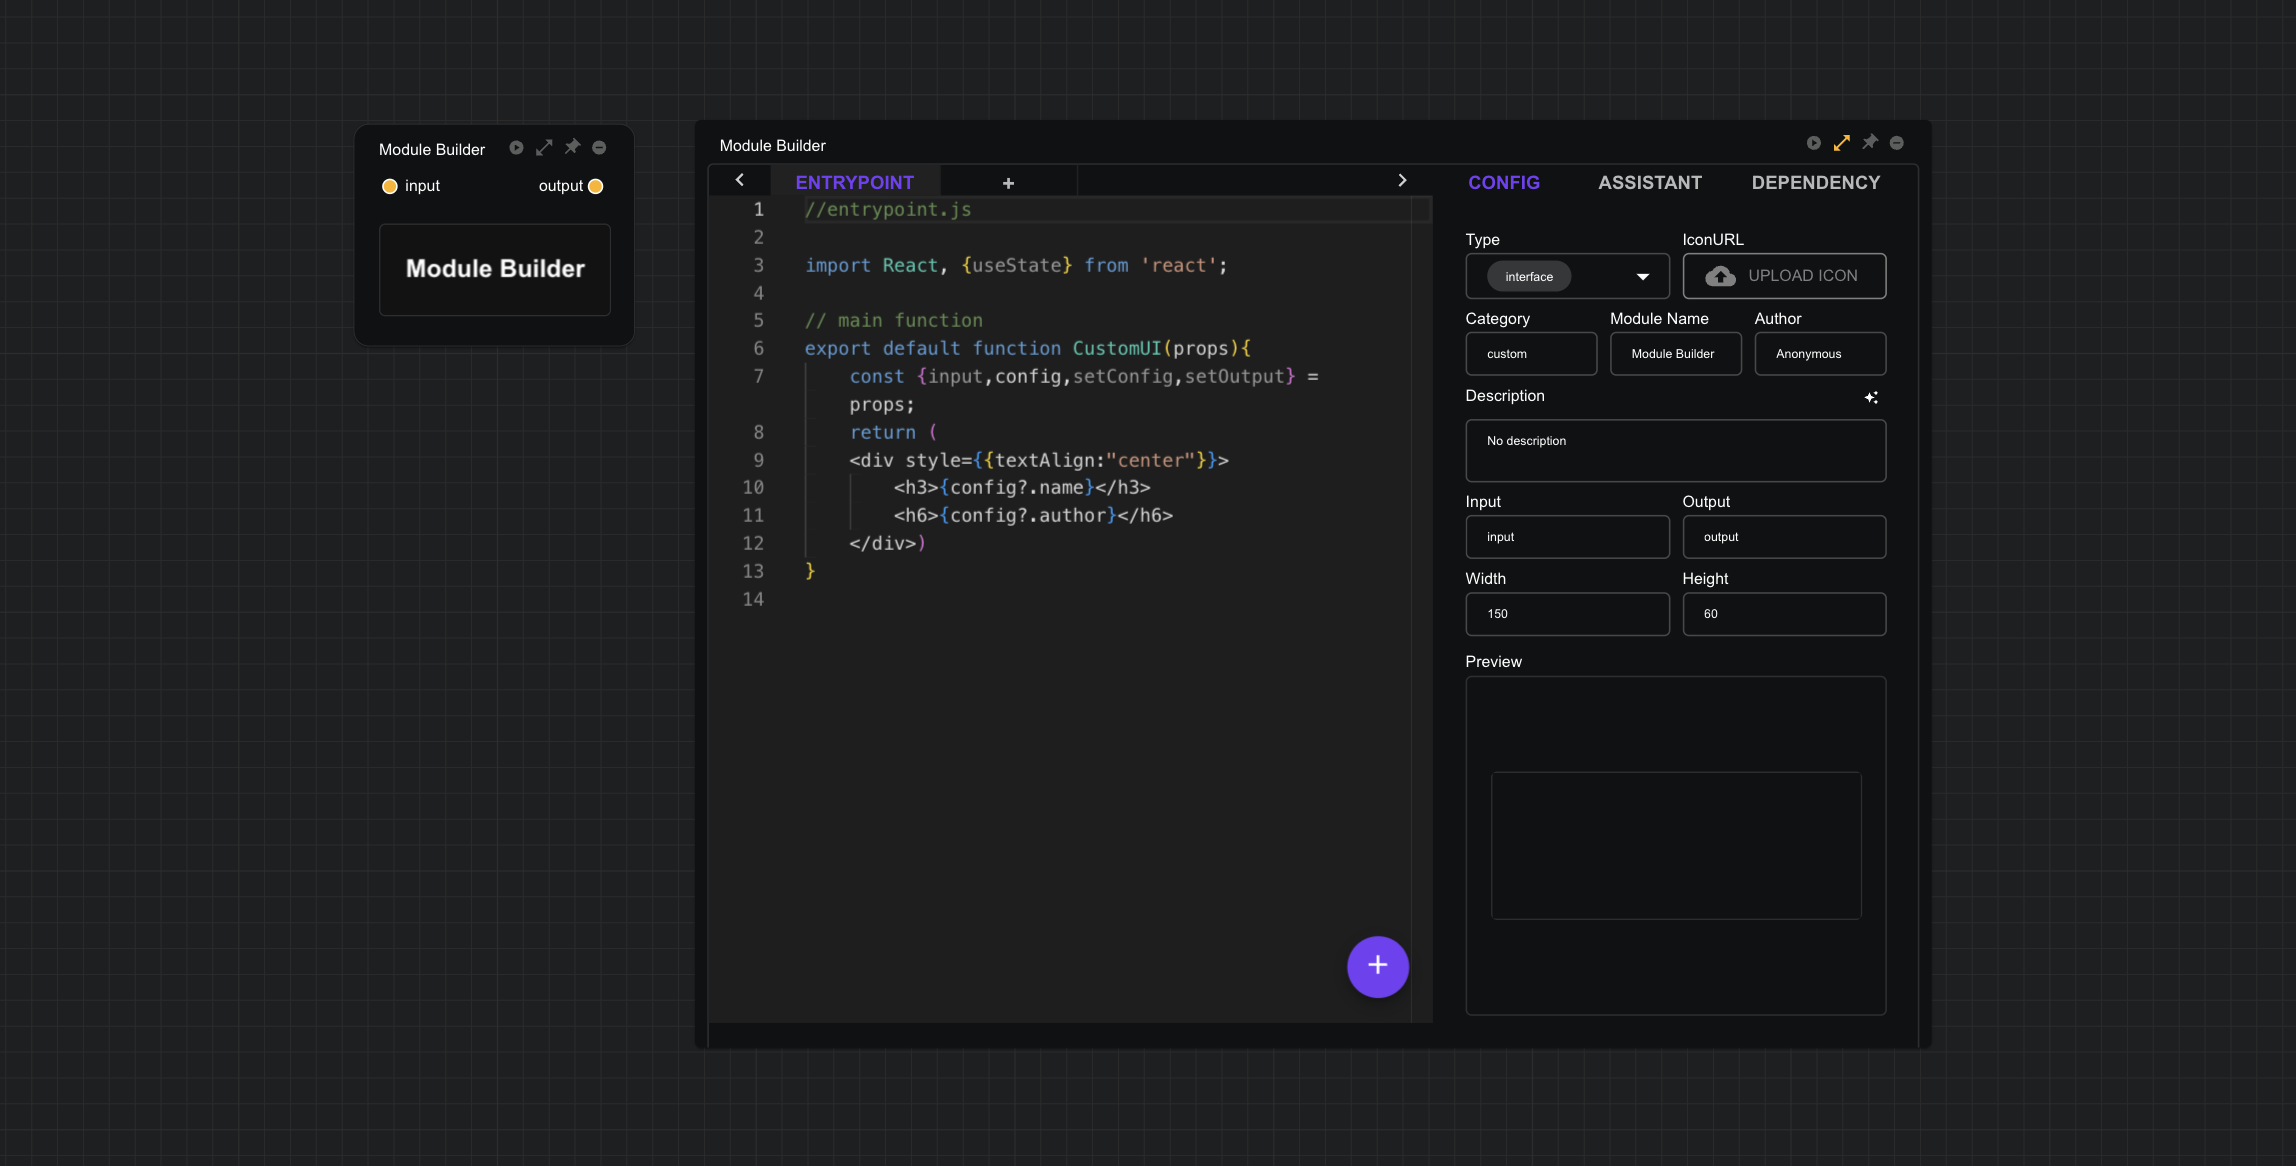 Module Builder
input output
Module Builder
Module Builder
ENTRYPOINT +
1 //entrypoint.js
2
3 import React, {useState} from 'react';
4
5 // main function
6 export default function CustomUI(props){
7 const {input,config,setConfig,setOutput} =
props;
8 return (
9 <div style={{textAlign:"center"}}>
10 <h3>{config?.name}</h3>
11 <h6>{config?.author}</h6>
12 </div>)
13 }
14
+
CONFIG ASSISTANT DEPENDENCY
Type IconURL
interface UPLOAD ICON
Category Module Name Author
custom Module Builder Anonymous
Description
No description
Input Output
input output
Width Height
150 60
Preview